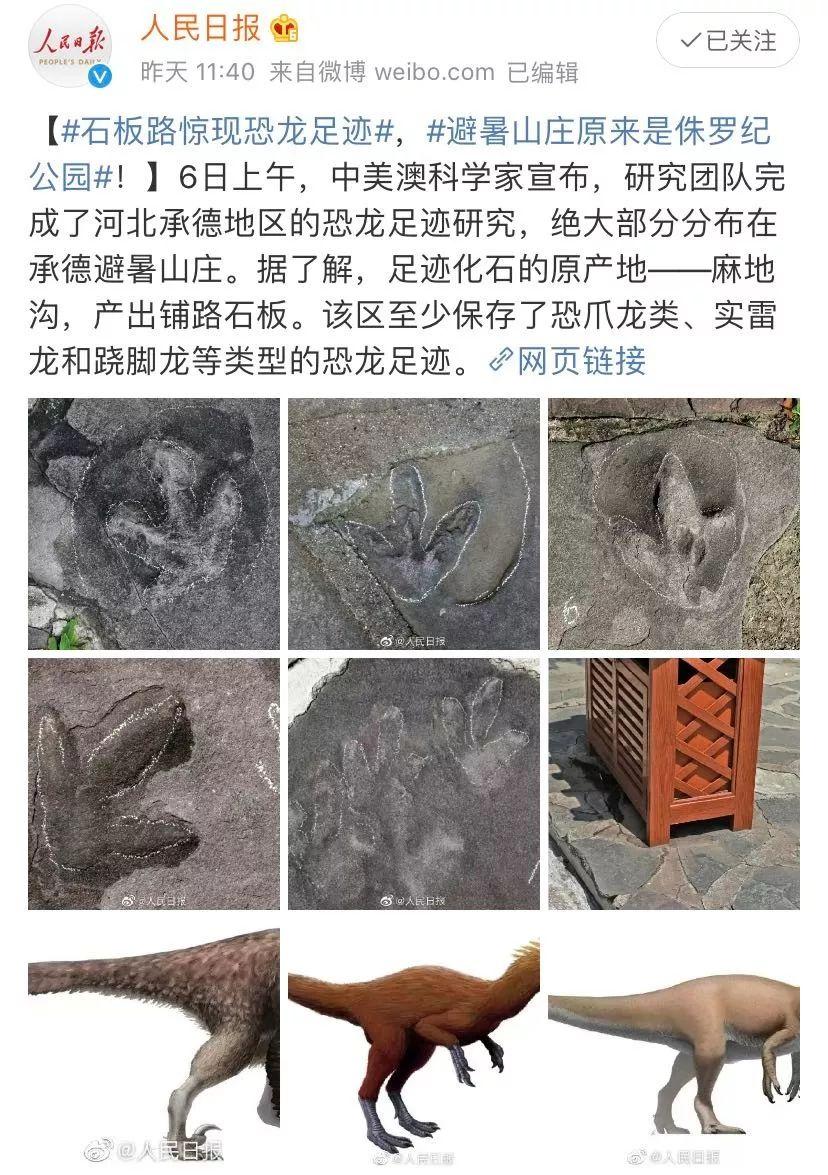 人民日报
PEOPLE'S DAILY
人民日报
已关注
昨天 11:40 来自微博 weibo.com 已编辑
【#石板路惊现恐龙足迹#，#避暑山庄原来是侏罗纪
公园#！】6日上午，中美澳科学家宣布，研究团队完
成了河北承德地区的恐龙足迹研究，绝大部分分布在
承德避暑山庄。据了解，足迹化石的原产地——麻地
沟，产出铺路石板。该区至少保存了恐爪龙类、实雷
龙和跷脚龙等类型的恐龙足迹。网页链接
@人民日报
@人民日报
@人民日报
@人民日报
@人民日报
@人民日报